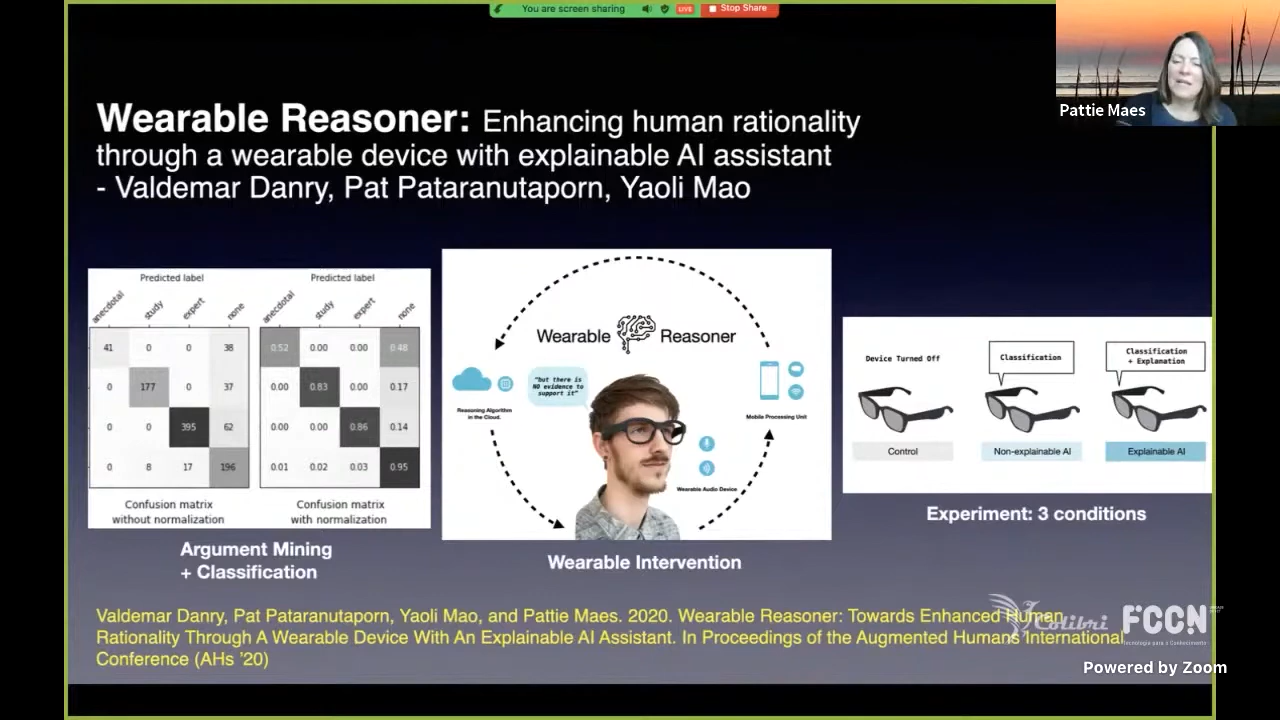 You are screen sharing
LIVE
Stop Share
Pattie Maes
Wearable Reasoner: Enhancing human rationality
through a wearable device with explainable AI assistant
- Valdemar Danry, Pat Pataranutaporn, Yaoli Mao
Predicted label
anecdotal
study
expert
none
41 0 0 38
0 177 0 37
0 0 395 62
0 8 17 196
Confusion matrix
without normalization
Predicted label
anecdotal
study
expert
none
0.52 0.00 0.00 0.48
0.00 0.83 0.00 0.17
0.00 0.00 0.86 0.14
0.01 0.02 0.03 0.95
Confusion matrix
with normalization
Argument Mining
+ Classification
Wearable Reasoner
"but there is
NO evidence to
support it"
Reasoning Algorithm
in the Cloud.
Mobile Processing Unit
Wearable Audio Device
Wearable Intervention
Device Turned Off
Control
Classification
Non-explainable AI
Classification
+ Explanation
Explainable AI
Experiment: 3 conditions
Valdemar Danry, Pat Pataranutaporn, Yaoli Mao, and Pattie Maes. 2020. Wearable Reasoner: Towards Enhanced Human
Rationality Through A Wearable Device With An Explainable AI Assistant. In Proceedings of the Augmented Humans International
Conference (AHs '20)
Colibri
FCCN
Tecnologia para o Conhecimento
Powered by Zoom